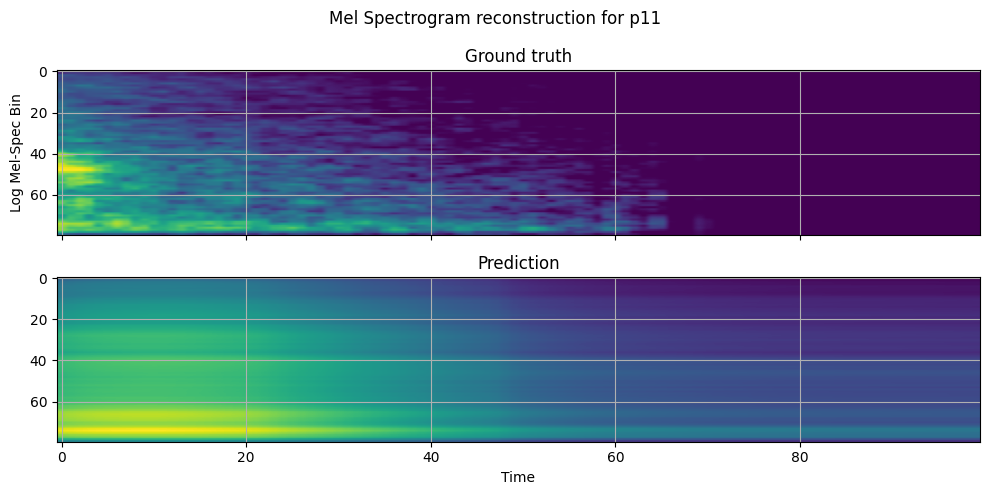 Mel Spectrogram reconstruction for p11
Ground truth
Log Mel-Spec Bin
0
20
40
60
Prediction
0
20
40
60
0 20 40 60 80
Time